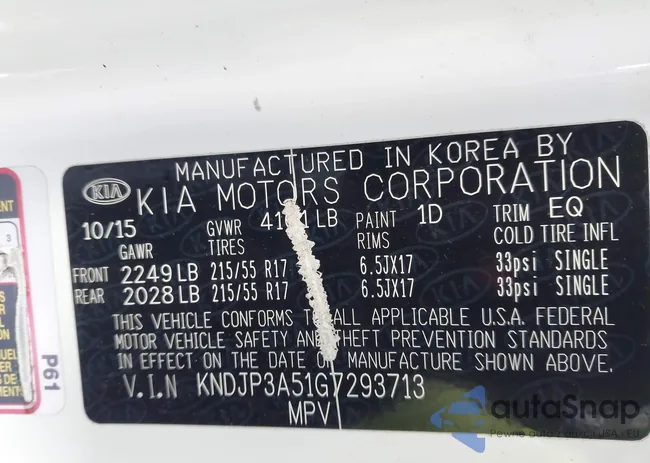 MANUFACTURED IN KOREA BY
KIA KIA MOTORS CORPORATION
10/15 GVWR LB PAINT 1D TRIM EQ
GAWR TIRES RIMS COLD TIRE INFL
FRONT 2249 LB 215/55 R17 6.5JX17 33psi SINGLE
REAR 2028 LB 215/55 R17 6.5JX17 33psi SINGLE
THIS VEHICLE CONFORMS TO ALL APPLICABLE U.S.A. FEDERAL
MOTOR VEHICLE SAFETY AND THEFT PREVENTION STANDARDS
IN EFFECT ON THE DATE OF MANUFACTURE SHOWN ABOVE.
V.I.N KNDJP3A51G7293713
MPV
P61
autoSnap